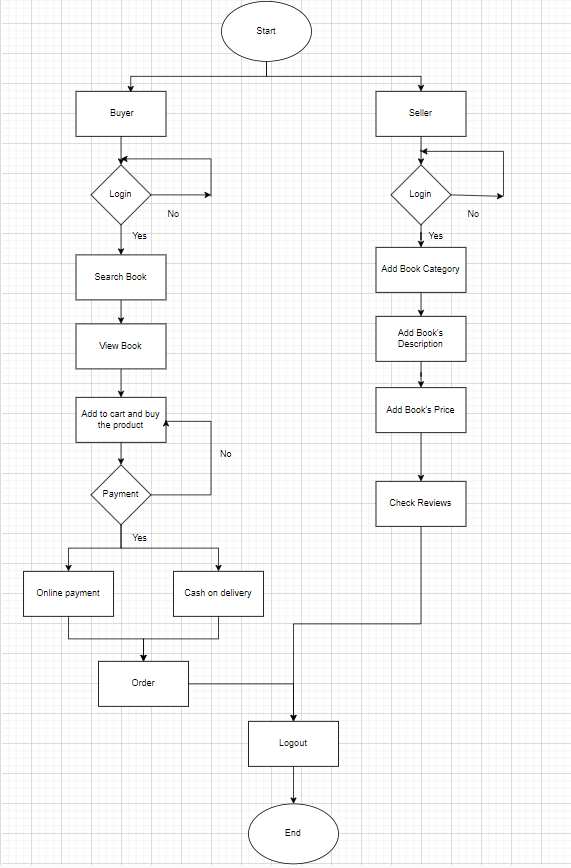 Start
Buyer
Seller
Login
Login
No
No
Yes
Yes
Search Book
Add Book Category
View Book
Add Book's
Description
Add to cart and buy
the product
Add Book's Price
No
Payment
Check Reviews
Yes
Online payment
Cash on delivery
Order
Logout
End